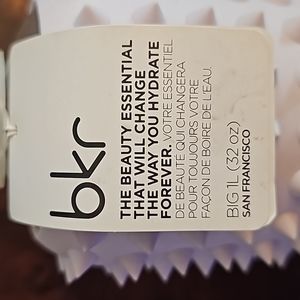 bkr
THE BEAUTY ESSENTIAL
THAT WILL CHANGE
THE WAY YOU HYDRATE
FOREVER. VOTRE ESSENTIEL
DE BEAUTÉ QUI CHANGERA
POUR TOUJOURS VOTRE
FAÇON DE BOIRE DE L'EAU.
BIG 1L (32 oz)
SAN FRANCISCO